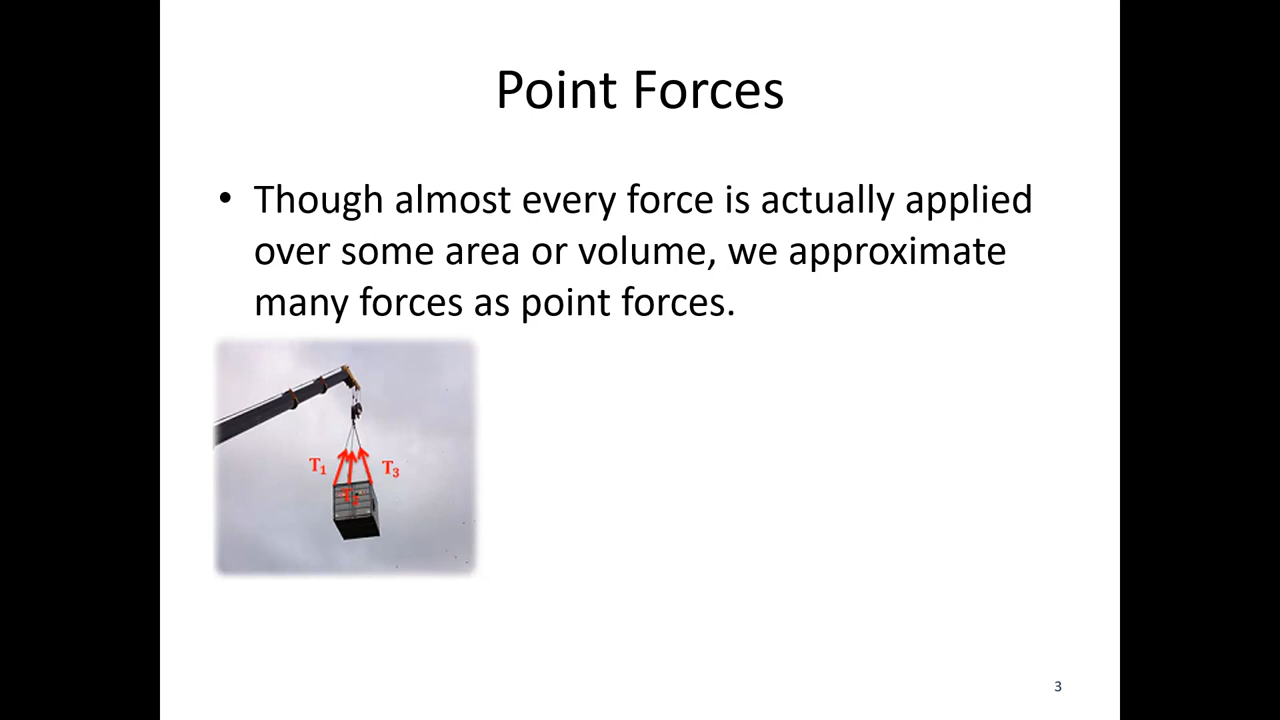 Point Forces
• Though almost every force is actually applied
over some area or volume, we approximate
many forces as point forces.
T₁
T₃
T₂
3